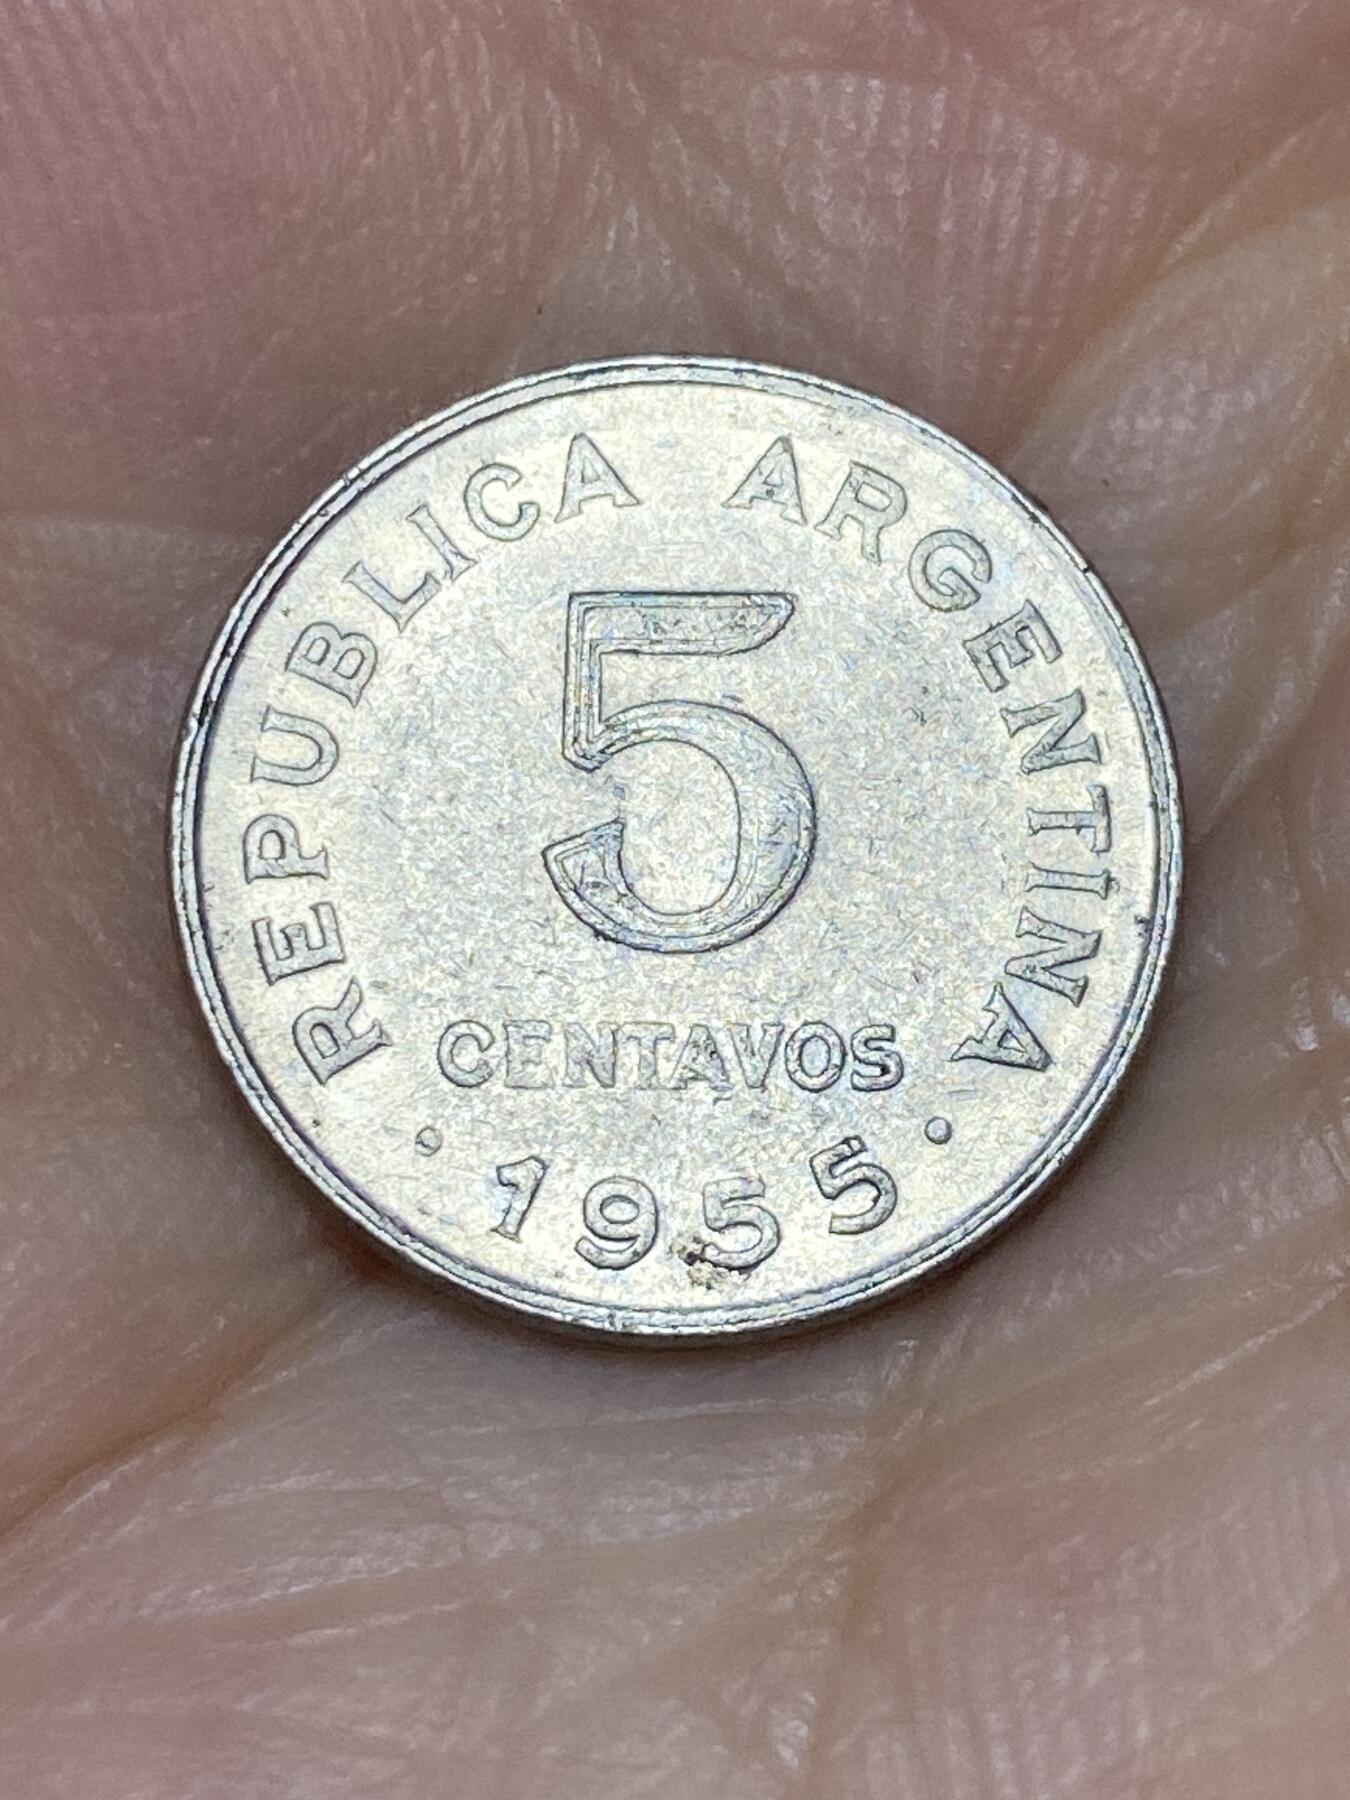 REPUBLICA ARGENTINA
5
CENTAVOS
• 1955 •